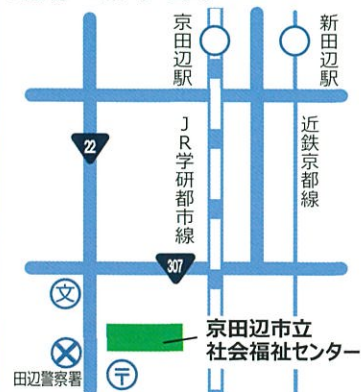 京田辺駅
新田辺駅
22
JR学研都市線
近鉄京都線
307
文
京田辺市立
社会福祉センター
田辺警察署
〒